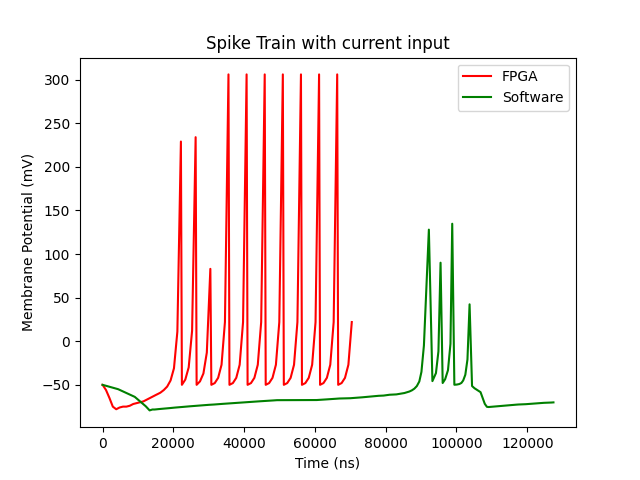 Spike Train with current input
FPGA
Software
Membrane Potential (mV)
300
250
200
150
100
50
0
−50
0 20000 40000 60000 80000 100000 120000
Time (ns)